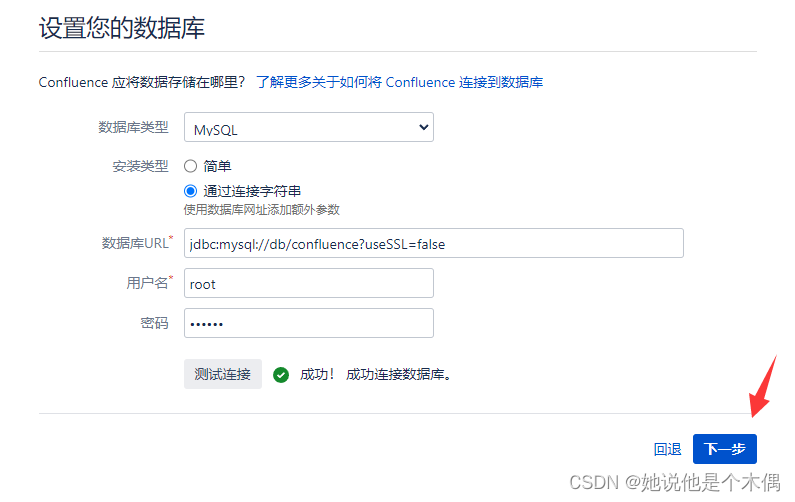 设置您的数据库
Confluence 应将数据存储在哪里? 了解更多关于如何将 Confluence 连接到数据库
数据库类型 MySQL
安装类型 简单
通过连接字符串
使用数据库网址添加额外参数
数据库URL* jdbc:mysql://db/confluence?useSSL=false
用户名* root
密码 ••••••
测试连接 成功! 成功连接数据库。
回退 下一步
CSDN @她说他是个木偶